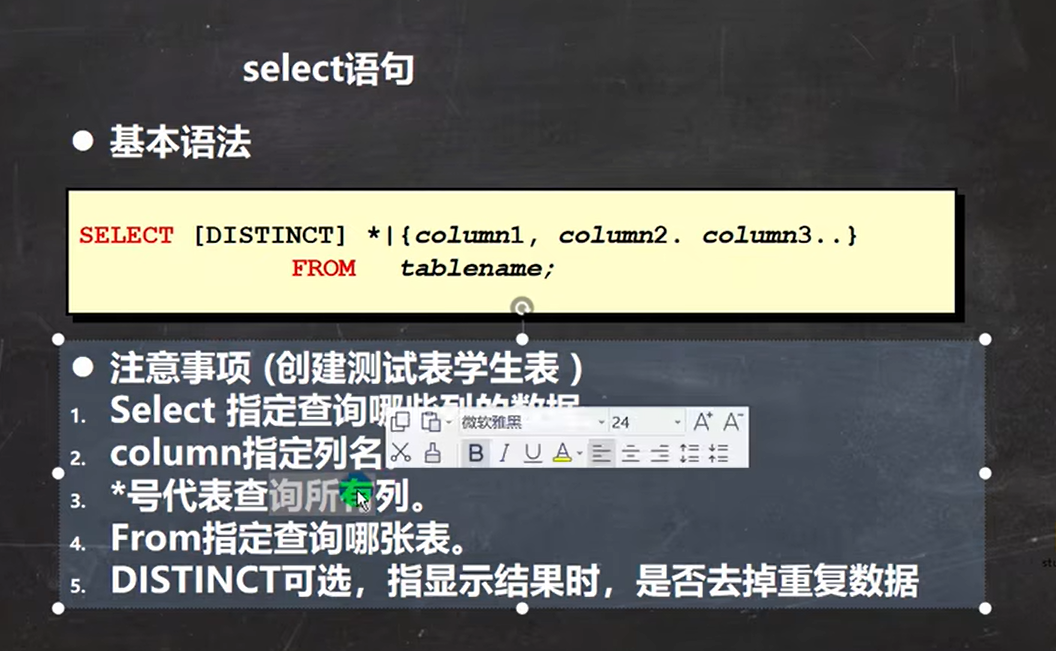 select语句
基本语法
SELECT [DISTINCT] *|{column1, column2. column3..}
FROM tablename;
注意事项 (创建测试表学生表 )
1. Select 指定查询哪些列的数据
微软雅黑 24 A+ A-
2. column指定列名。
B I U A
3. *号代表查询所有列。
4. From指定查询哪张表。
5. DISTINCT可选，指显示结果时，是否去掉重复数据